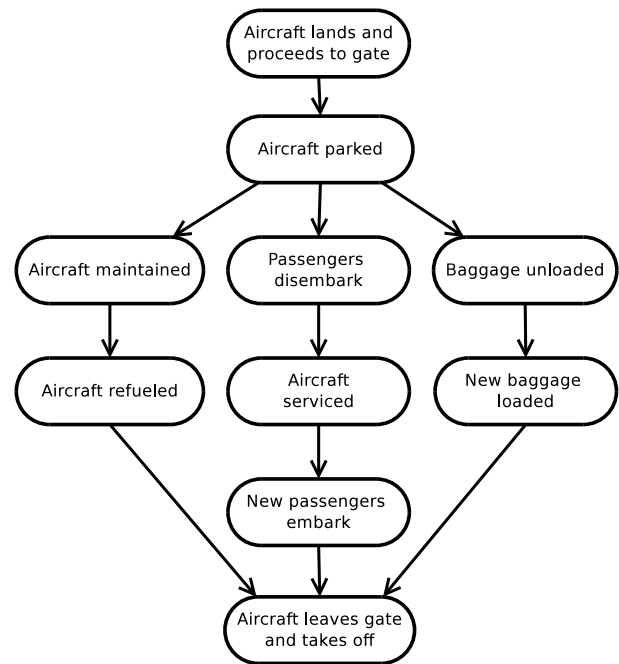 Aircraft lands and
proceeds to gate
Aircraft parked
Aircraft maintained
Passengers
disembark
Baggage unloaded
Aircraft refueled
Aircraft
serviced
New baggage
loaded
New passengers
embark
Aircraft leaves gate
and takes off